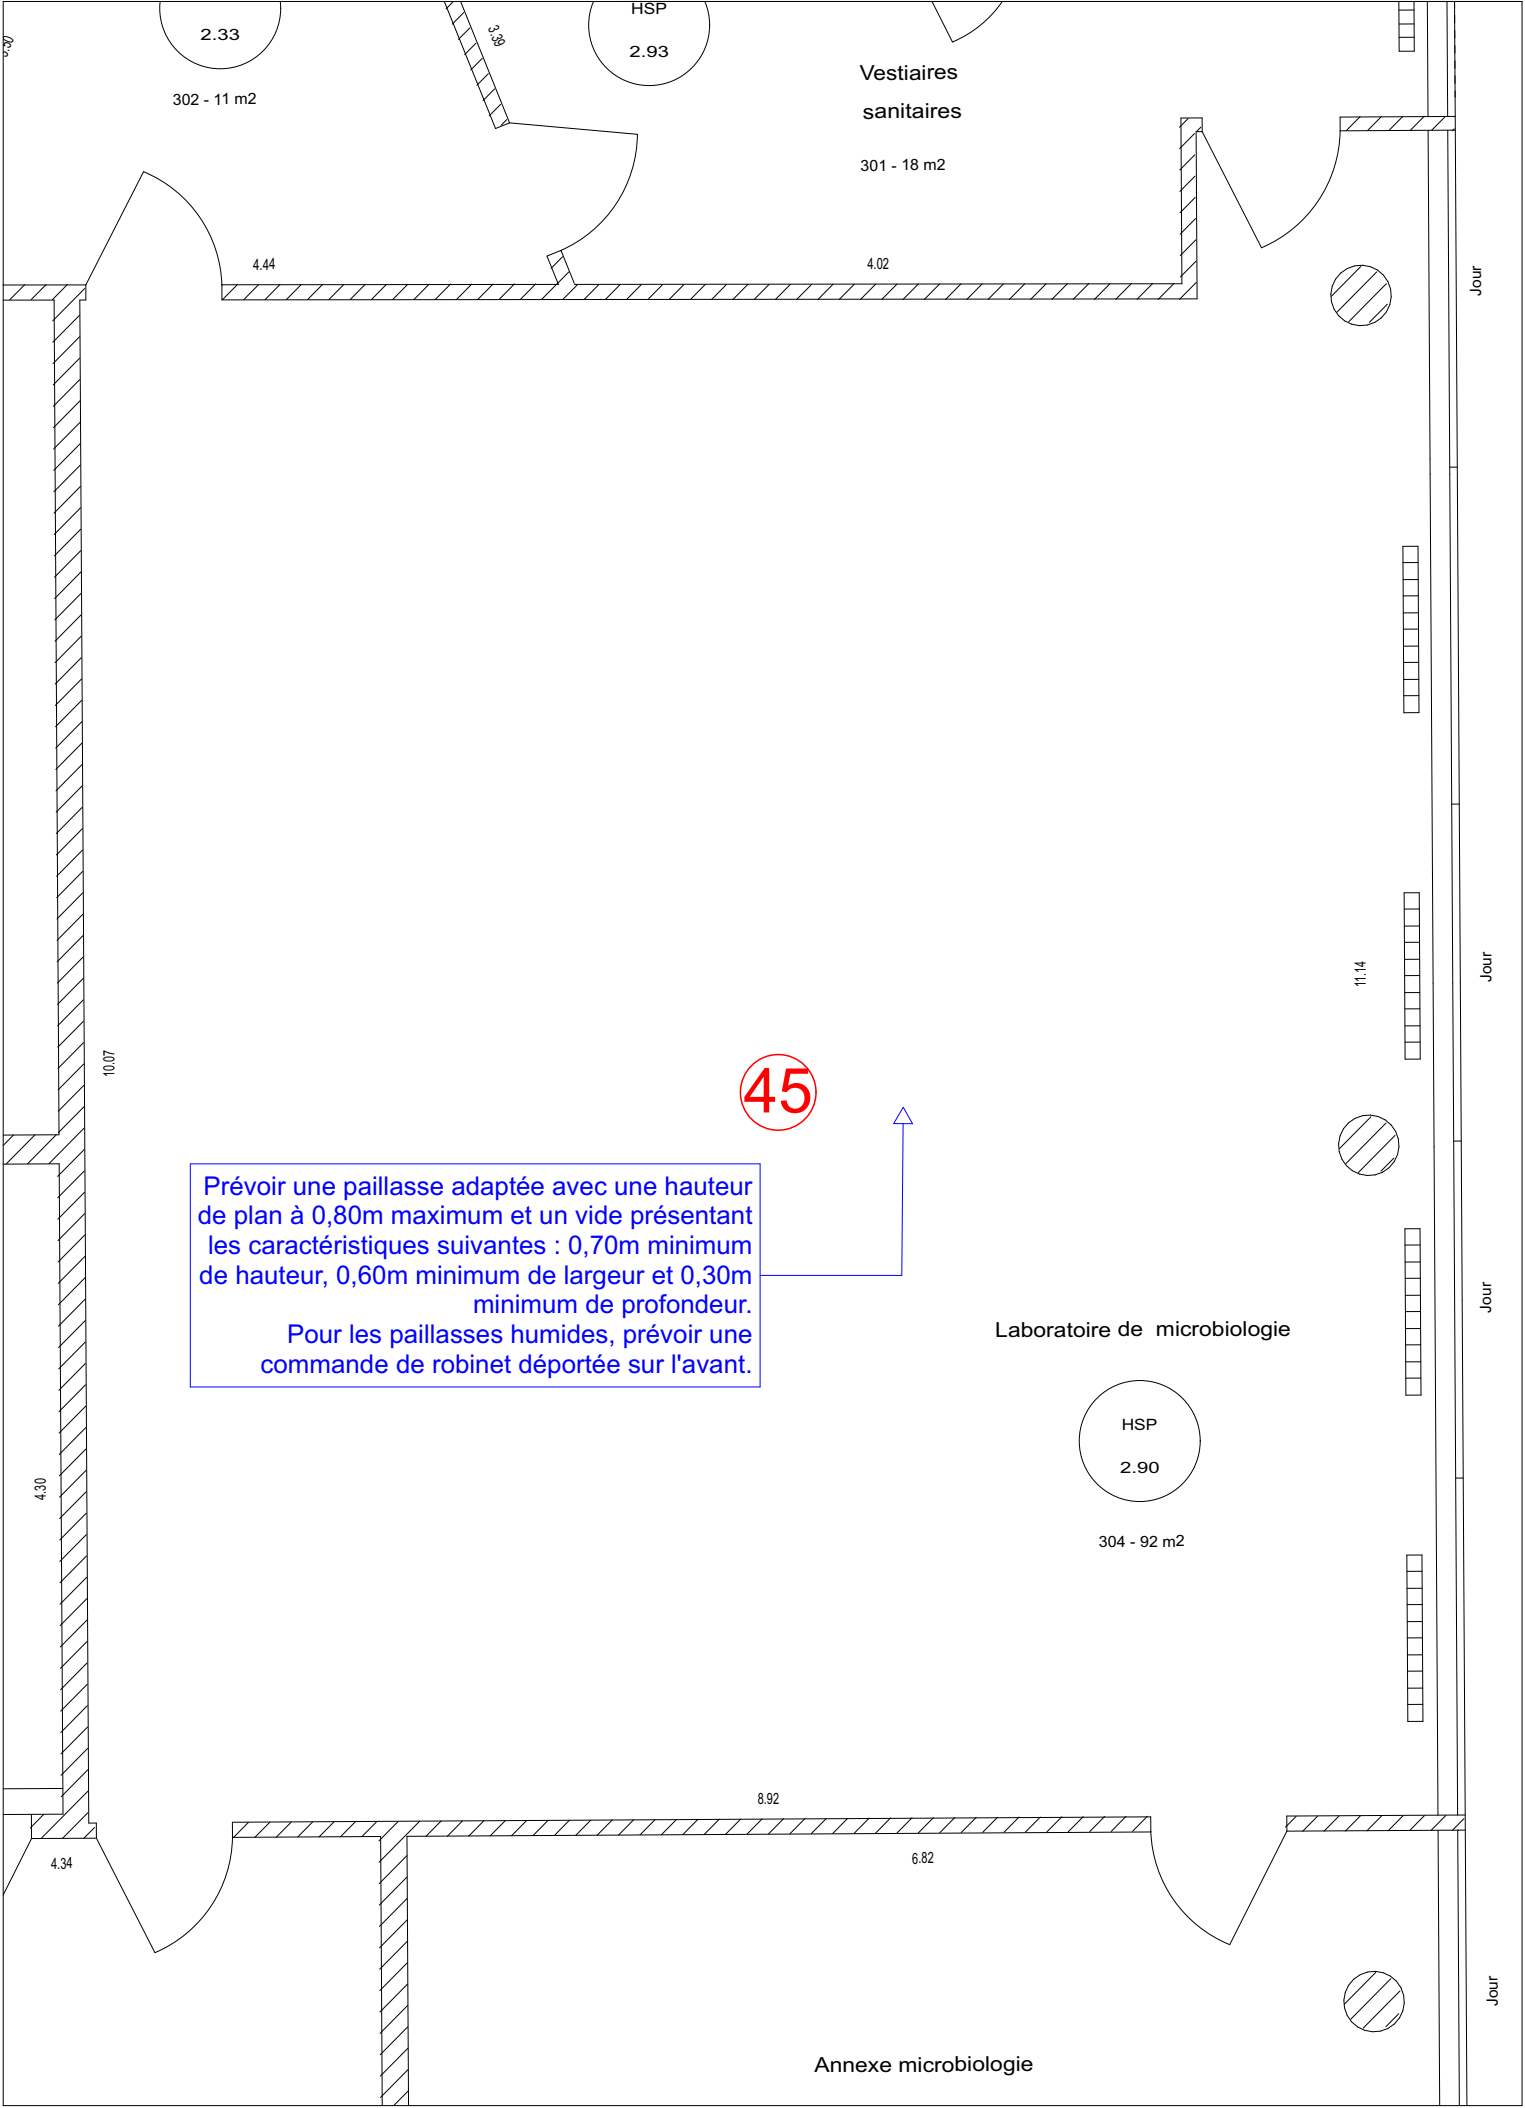 HSP
2.33
2.93
3.39
302 - 11 m2
Vestiaires
sanitaires
301 - 18 m2
4.44
4.02
Jour
Jour
11.14
10.07
45
Prévoir une paillasse adaptée avec une hauteur
de plan à 0,80m maximum et un vide présentant
les caractéristiques suivantes : 0,70m minimum
de hauteur, 0,60m minimum de largeur et 0,30m
minimum de profondeur.
Pour les paillasses humides, prévoir une
commande de robinet déportée sur l'avant.
Jour
Laboratoire de microbiologie
HSP
2.90
4.30
304 - 92 m2
8.92
4.34
6.82
Jour
Annexe microbiologie